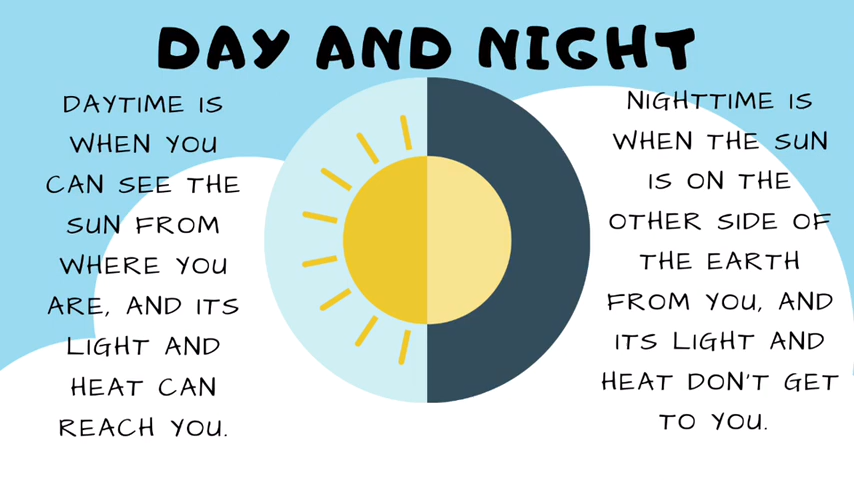 DAY AND NIGHT
DAYTIME IS
WHEN YOU
CAN SEE THE
SUN FROM
WHERE YOU
ARE, AND ITS
LIGHT AND
HEAT CAN
REACH YOU.
NIGHTTIME IS
WHEN THE SUN
IS ON THE
OTHER SIDE OF
THE EARTH
FROM YOU, AND
ITS LIGHT AND
HEAT DON'T GET
TO YOU.